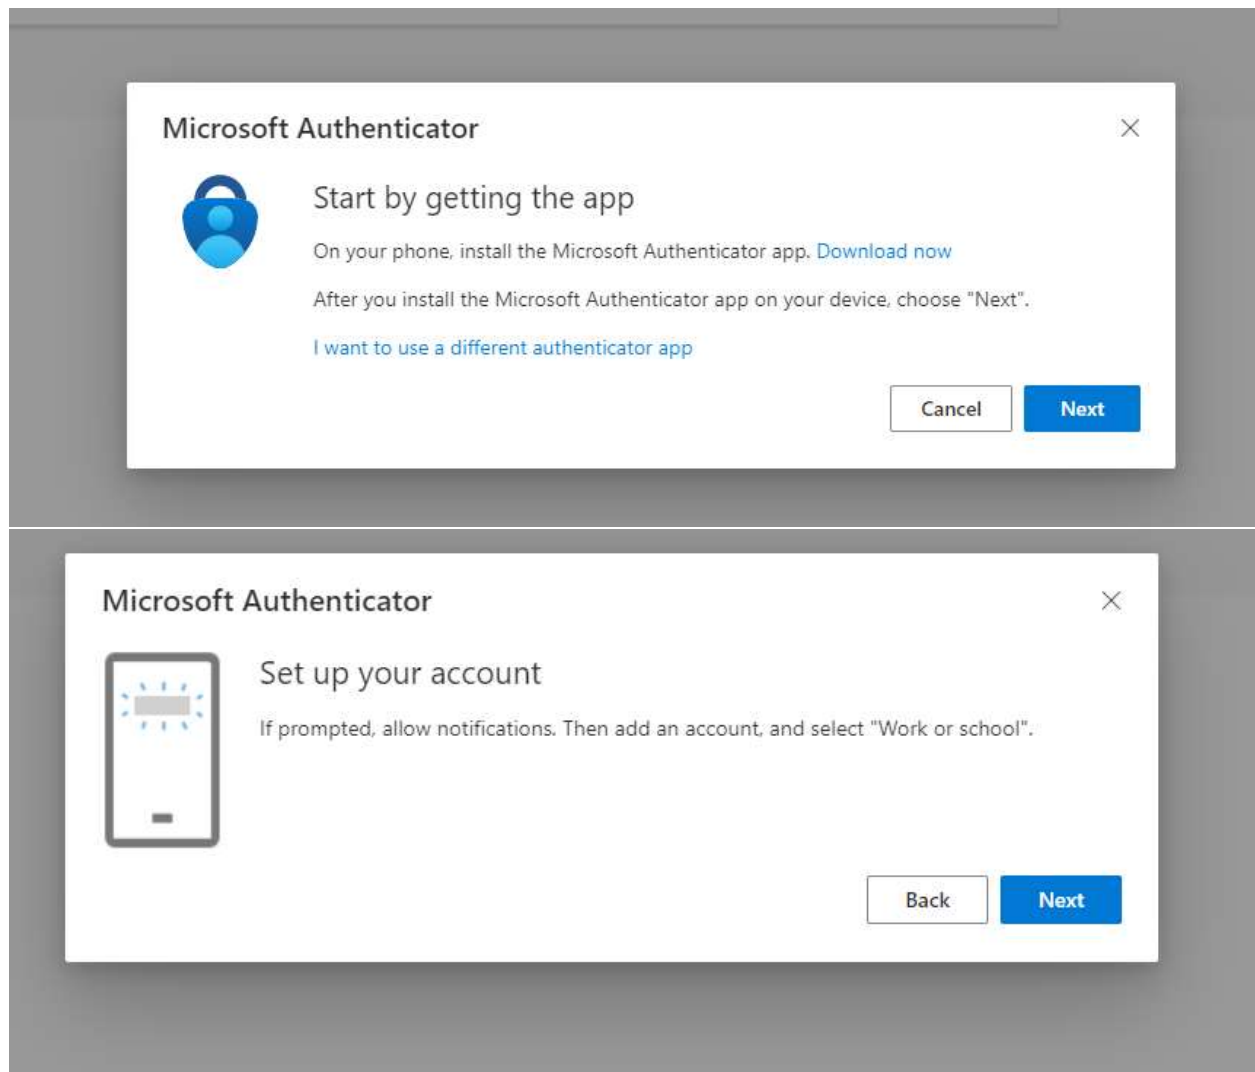 Microsoft Authenticator
Start by getting the app
On your phone, install the Microsoft Authenticator app. Download now
After you install the Microsoft Authenticator app on your device, choose "Next".
I want to use a different authenticator app
Cancel Next
Microsoft Authenticator
Set up your account
If prompted, allow notifications. Then add an account, and select "Work or school".
Back Next